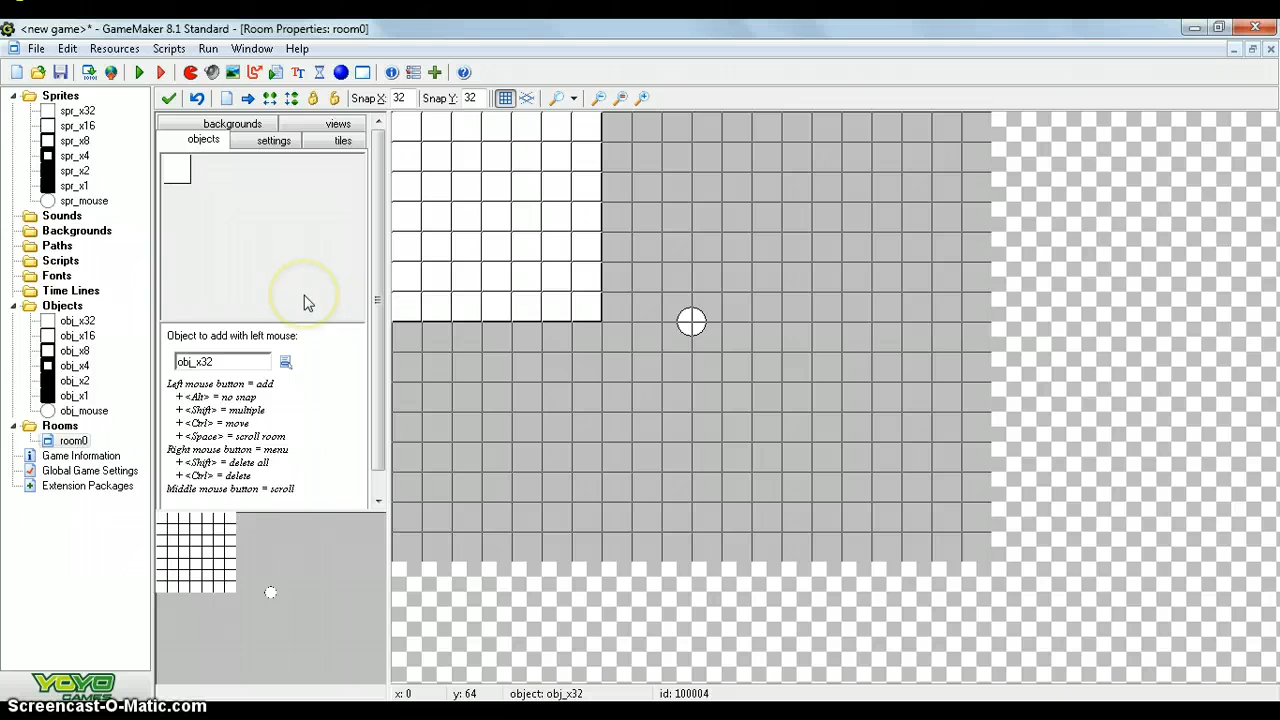 <new game>* - GameMaker 8.1 Standard - [Room Properties: room0]
File Edit Resources Scripts Run Window Help
Snap X: 32 Snap Y: 32
Sprites
spr_x32
spr_x16
spr_x8
spr_x4
spr_x2
spr_x1
spr_mouse
Sounds
Backgrounds
Paths
Scripts
Fonts
Time Lines
Objects
obj_x32
obj_x16
obj_x8
obj_x4
obj_x2
obj_x1
obj_mouse
Rooms
room0
Game Information
Global Game Settings
Extension Packages
backgrounds views
objects settings tiles
Object to add with left mouse:
obj_x32
Left mouse button = add
+ <Alt> = no snap
+ <Shift> = multiple
+ <Ctrl> = move
+ <Space> = scroll room
Right mouse button = menu
+ <Shift> = delete all
+ <Ctrl> = delete
Middle mouse button = scroll
x: 0 y: 64 object: obj_x32 id: 100004
YOYO
GAMES
Screencast-O-Matic.com